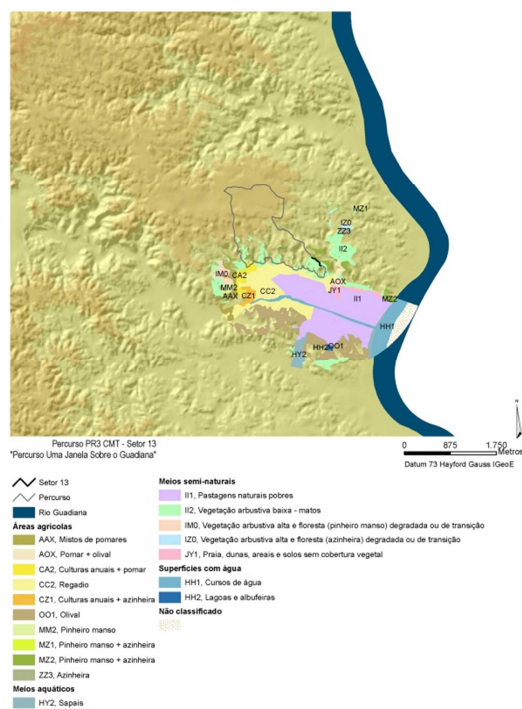 MZ1
IZ0
ZZ3
II2
IM0
CA2
AOX
MM2
CC2
JY1
AAX
CZ1
II1
MZ2
HH1
HH2
OO1
HY2
N
Percurso PR3 CMT - Setor 13
"Percurso Uma Janela Sobre o Guadiana"
0 875 1.750
Metros
Datum 73 Hayford Gauss IGeoE
Setor 13
Percurso
Rio Guadiana
Áreas agrícolas
AAX, Mistos de pomares
AOX, Pomar + olival
CA2, Culturas anuais + pomar
CC2, Regadio
CZ1, Culturas anuais + azinheira
OO1, Olival
MM2, Pinheiro manso
MZ1, Pinheiro manso + azinheira
MZ2, Pinheiro manso + azinheira
ZZ3, Azinheira
Meios aquáticos
HY2, Sapais
Meios semi-naturais
II1, Pastagens naturais pobres
II2, Vegetação arbustiva baixa - matos
IM0, Vegetação arbustiva alta e floresta (pinheiro manso) degradada ou de transição
IZ0, Vegetação arbustiva alta e floresta (azinheira) degradada ou de transição
JY1, Praia, dunas, areais e solos sem cobertura vegetal
Superfícies com água
HH1, Cursos de água
HH2, Lagoas e albufeiras
Não classificado